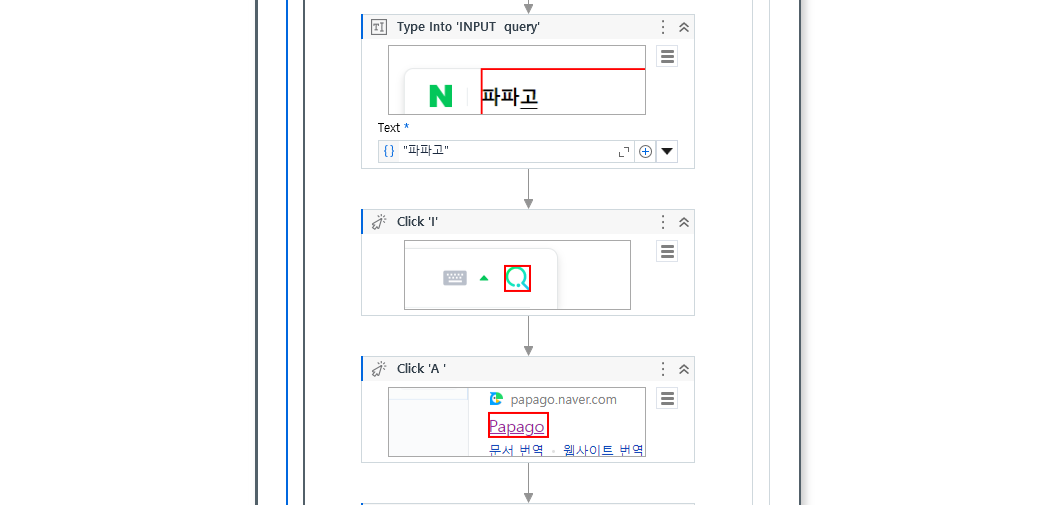 Type Into 'INPUT  query'
N 파파고
Text *
{ } "파파고"
Click 'I'
Click 'A '
papago.naver.com
Papago
문서 번역 · 웹사이트 번역